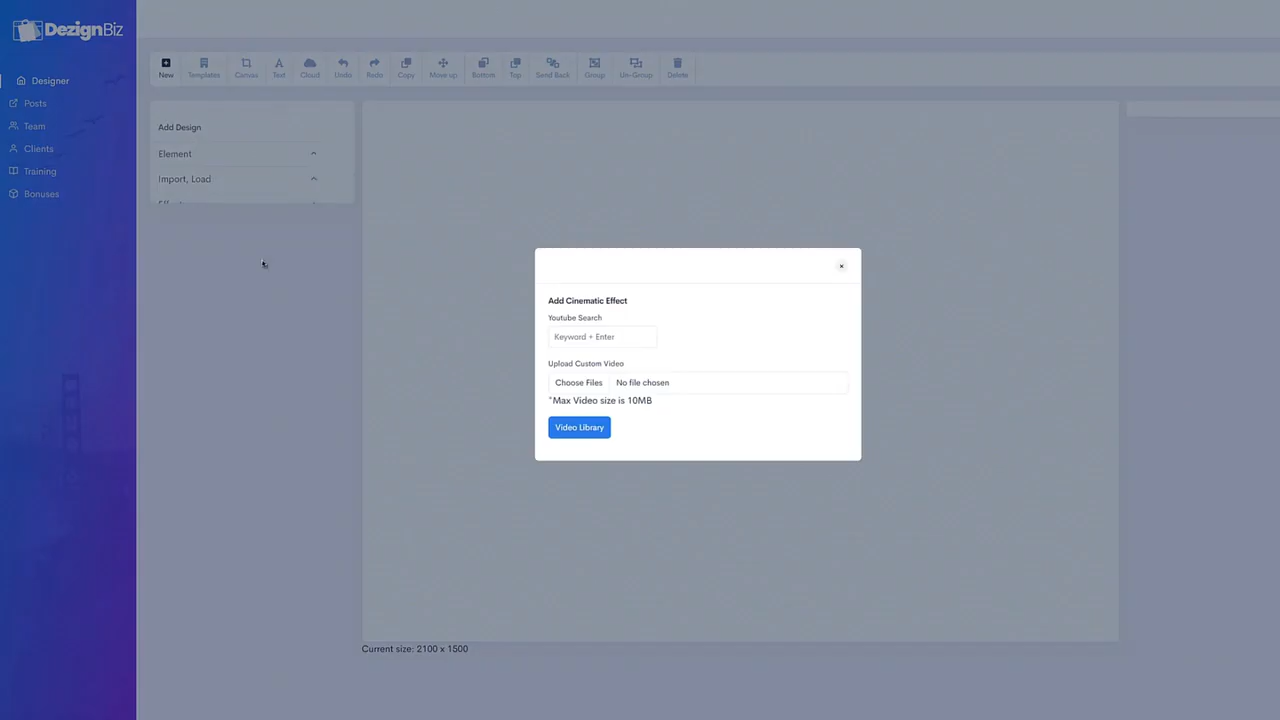 DezignBiz
New
Templates
Canvas
Text
Cloud
Undo
Redo
Copy
Move up
Bottom
Top
Send Back
Group
Un-Group
Delete
Designer
Posts
Team
Clients
Training
Bonuses
Add Design
Element
Import, Load
×
Add Cinematic Effect
Youtube Search
Keyword + Enter
Upload Custom Video
Choose Files No file chosen
*Max Video size is 10MB
Video Library
Current size: 2100 x 1500